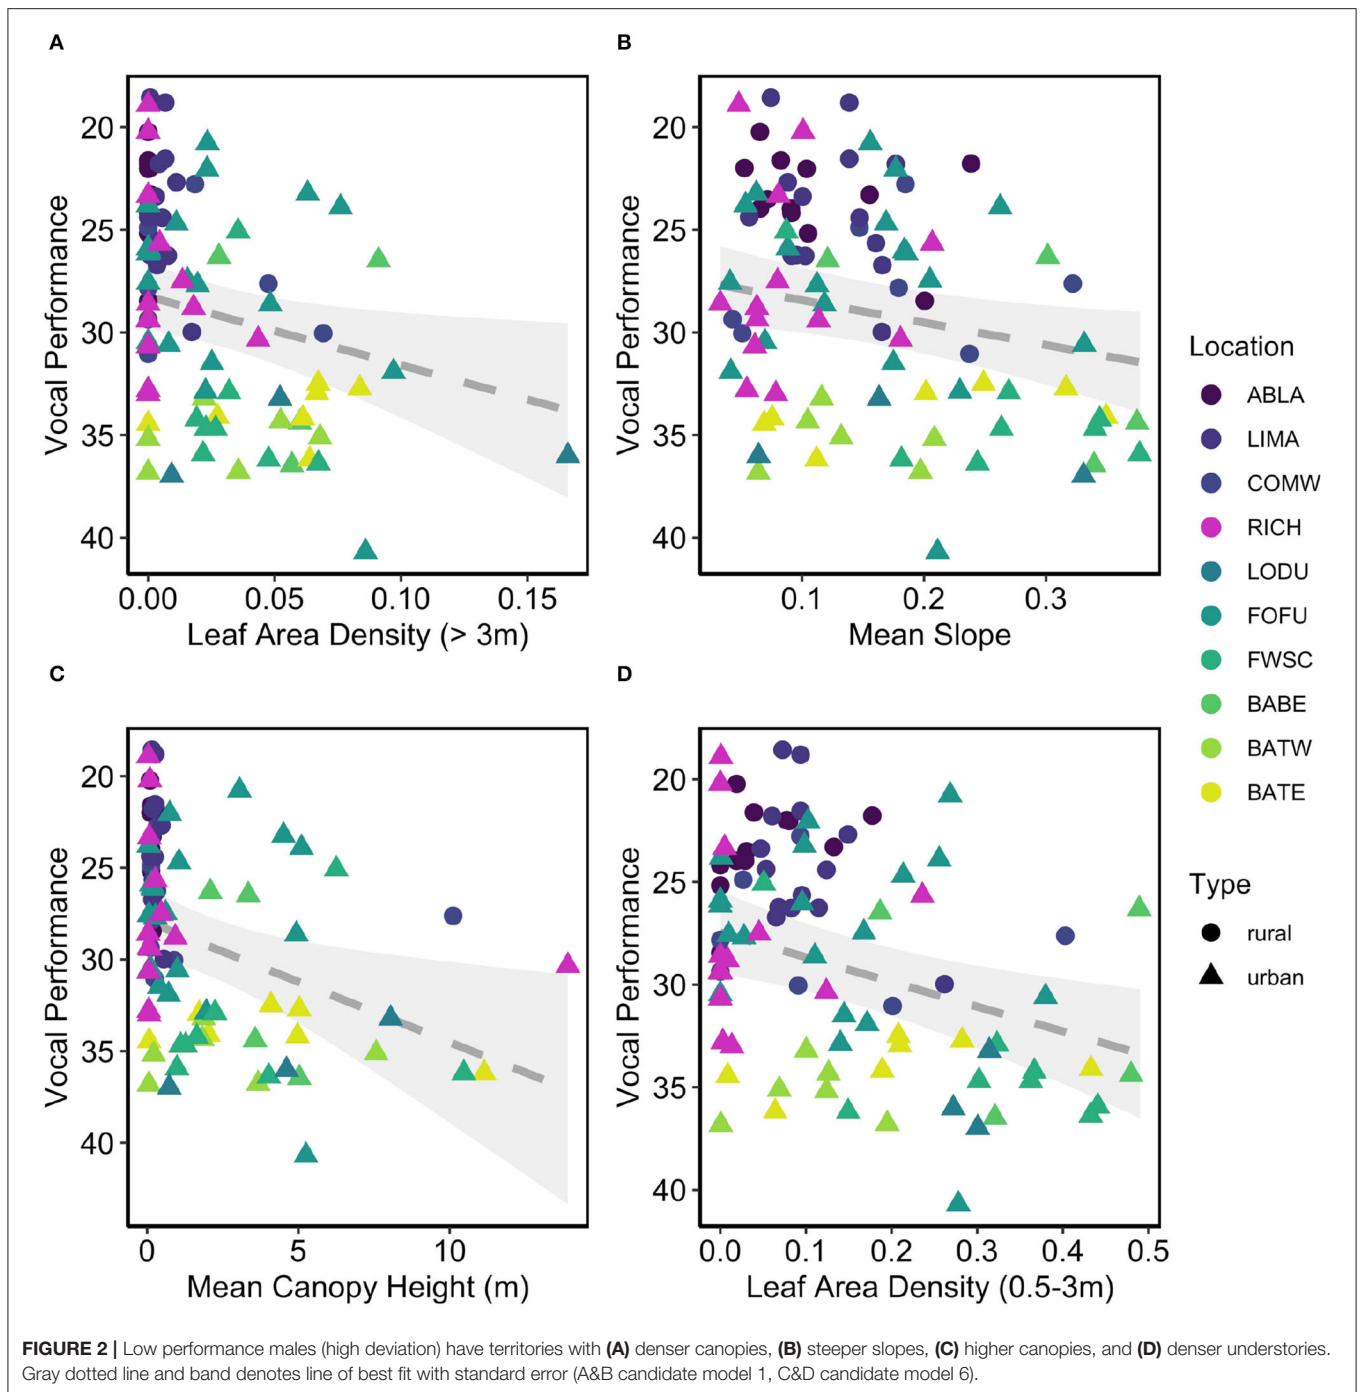 A
Vocal Performance
20
25
30
35
40
0.00 0.05 0.10 0.15
Leaf Area Density (> 3m)
B
Vocal Performance
20
25
30
35
40
0.1 0.2 0.3
Mean Slope
C
Vocal Performance
20
25
30
35
40
0 5 10
Mean Canopy Height (m)
D
Vocal Performance
20
25
30
35
40
0.0 0.1 0.2 0.3 0.4 0.5
Leaf Area Density (0.5-3m)
Location
ABLA
LIMA
COMW
RICH
LODU
FOFU
FWSC
BABE
BATW
BATE
Type
rural
urban
FIGURE 2 | Low performance males (high deviation) have territories with (A) denser canopies, (B) steeper slopes, (C) higher canopies, and (D) denser understories.
Gray dotted line and band denotes line of best fit with standard error (A&B candidate model 1, C&D candidate model 6).